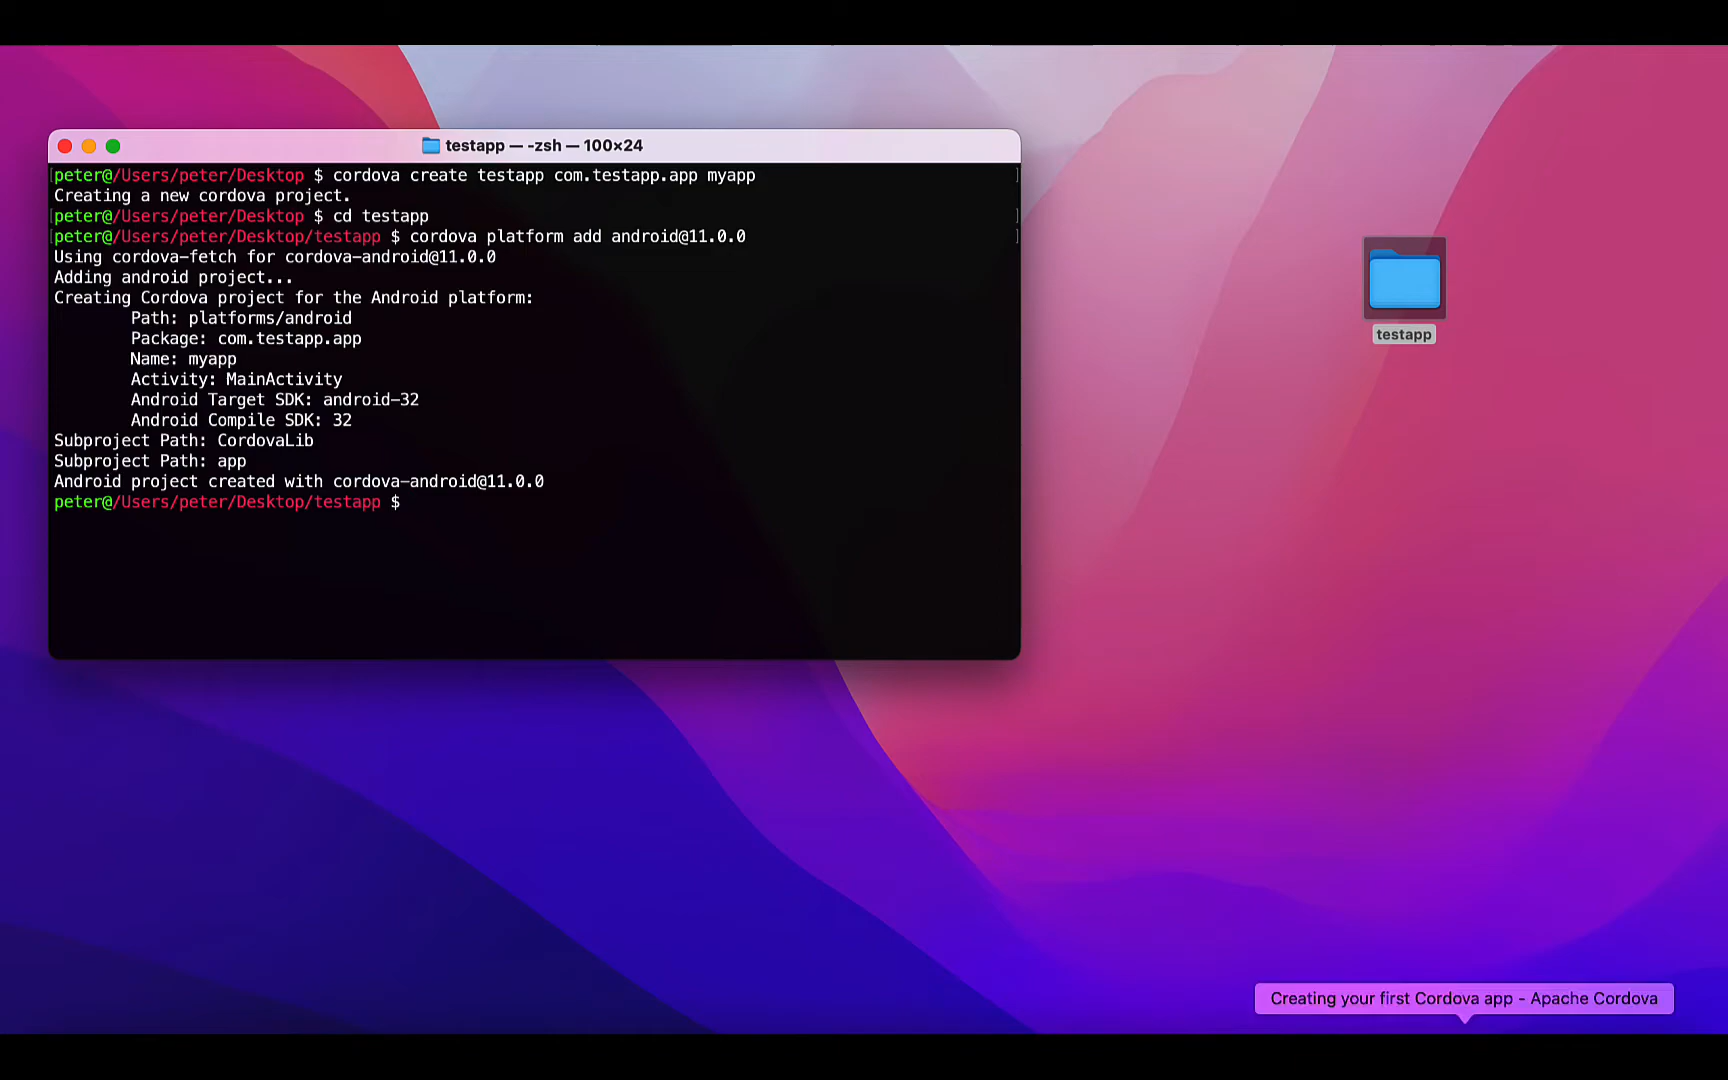 testapp — -zsh — 100×24
peter@/Users/peter/Desktop $ cordova create testapp com.testapp.app myapp
Creating a new cordova project.
peter@/Users/peter/Desktop $ cd testapp
peter@/Users/peter/Desktop/testapp $ cordova platform add android@11.0.0
Using cordova-fetch for cordova-android@11.0.0
Adding android project...
Creating Cordova project for the Android platform:
Path: platforms/android
Package: com.testapp.app
Name: myapp
Activity: MainActivity
Android Target SDK: android-32
Android Compile SDK: 32
Subproject Path: CordovaLib
Subproject Path: app
Android project created with cordova-android@11.0.0
peter@/Users/peter/Desktop/testapp $
testapp
Creating your first Cordova app - Apache Cordova